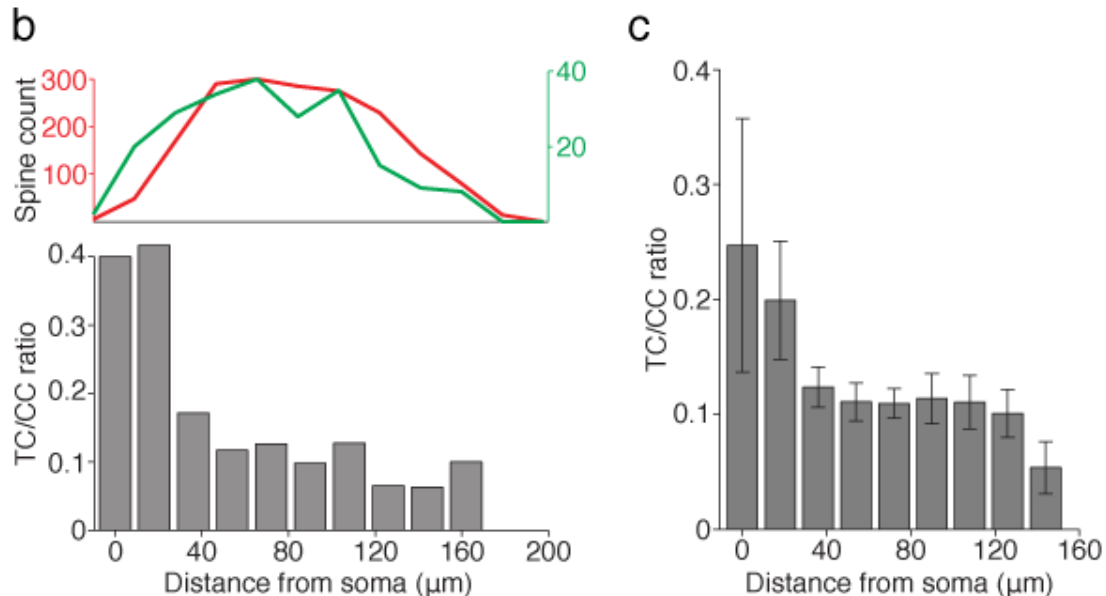 b
Spine count
300
200
100
40
20
TC/CC ratio
0.4
0.3
0.2
0.1
0
0 40 80 120 160 200
Distance from soma (µm)
c
TC/CC ratio
0.4
0.3
0.2
0.1
0
0 40 80 120 160
Distance from soma (µm)